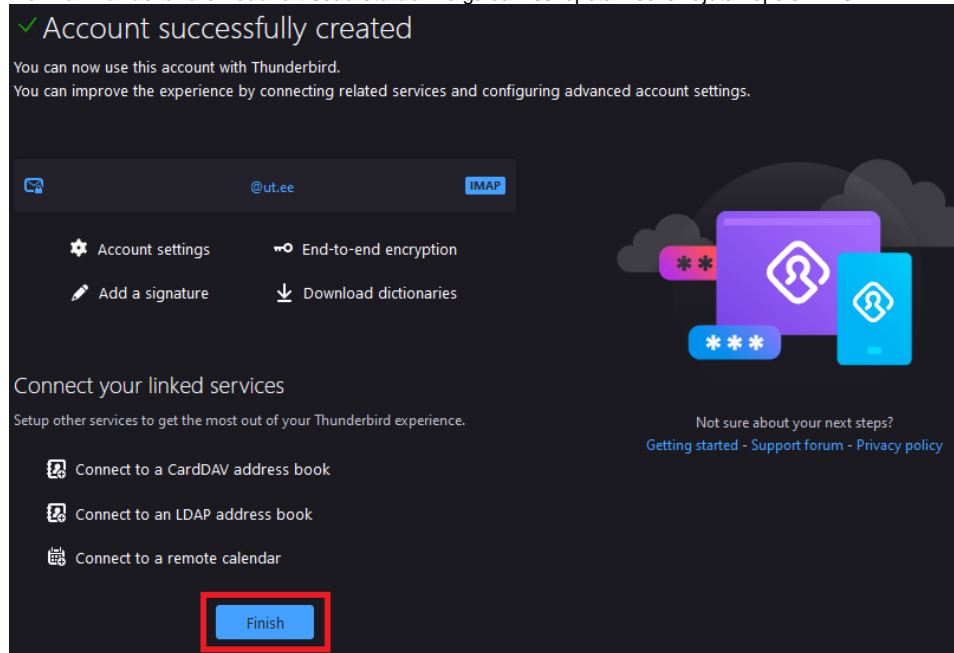 Account successfully created
You can now use this account with Thunderbird.
You can improve the experience by connecting related services and configuring advanced account settings.
@ut.ee IMAP
Account settings End-to-end encryption
Add a signature Download dictionaries
** 
***
Connect your linked services
Setup other services to get the most out of your Thunderbird experience.
Connect to a CardDAV address book
Connect to an LDAP address book
Connect to a remote calendar
Finish
Not sure about your next steps?
Getting started - Support forum - Privacy policy